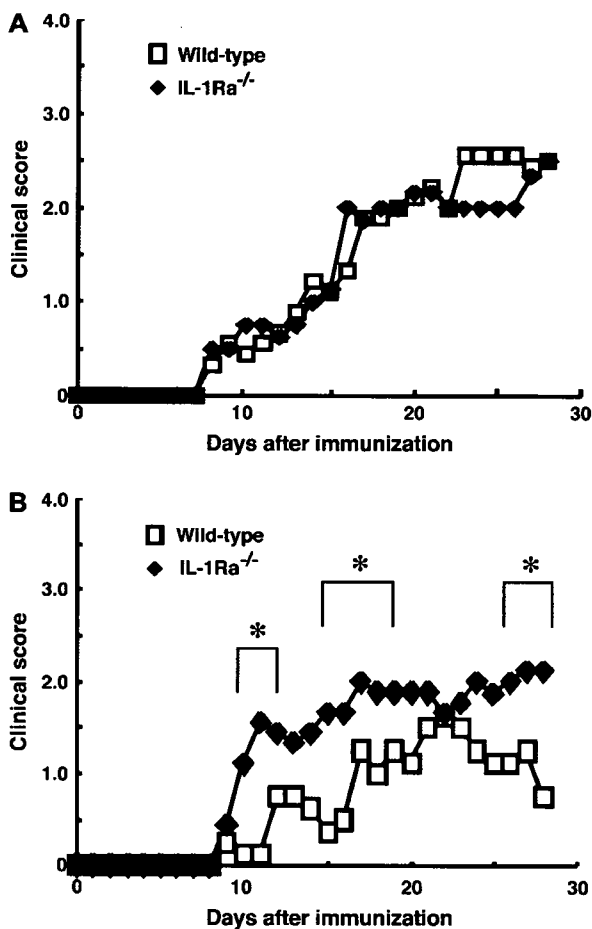 A
4.0
Wild-type
IL-1Ra-/-
3.0
Clinical score
2.0
1.0
0
0 10 20 30
Days after immunization
B
4.0
Wild-type
IL-1Ra-/-
3.0
* * *
Clinical score
2.0
1.0
0
0 10 20 30
Days after immunization